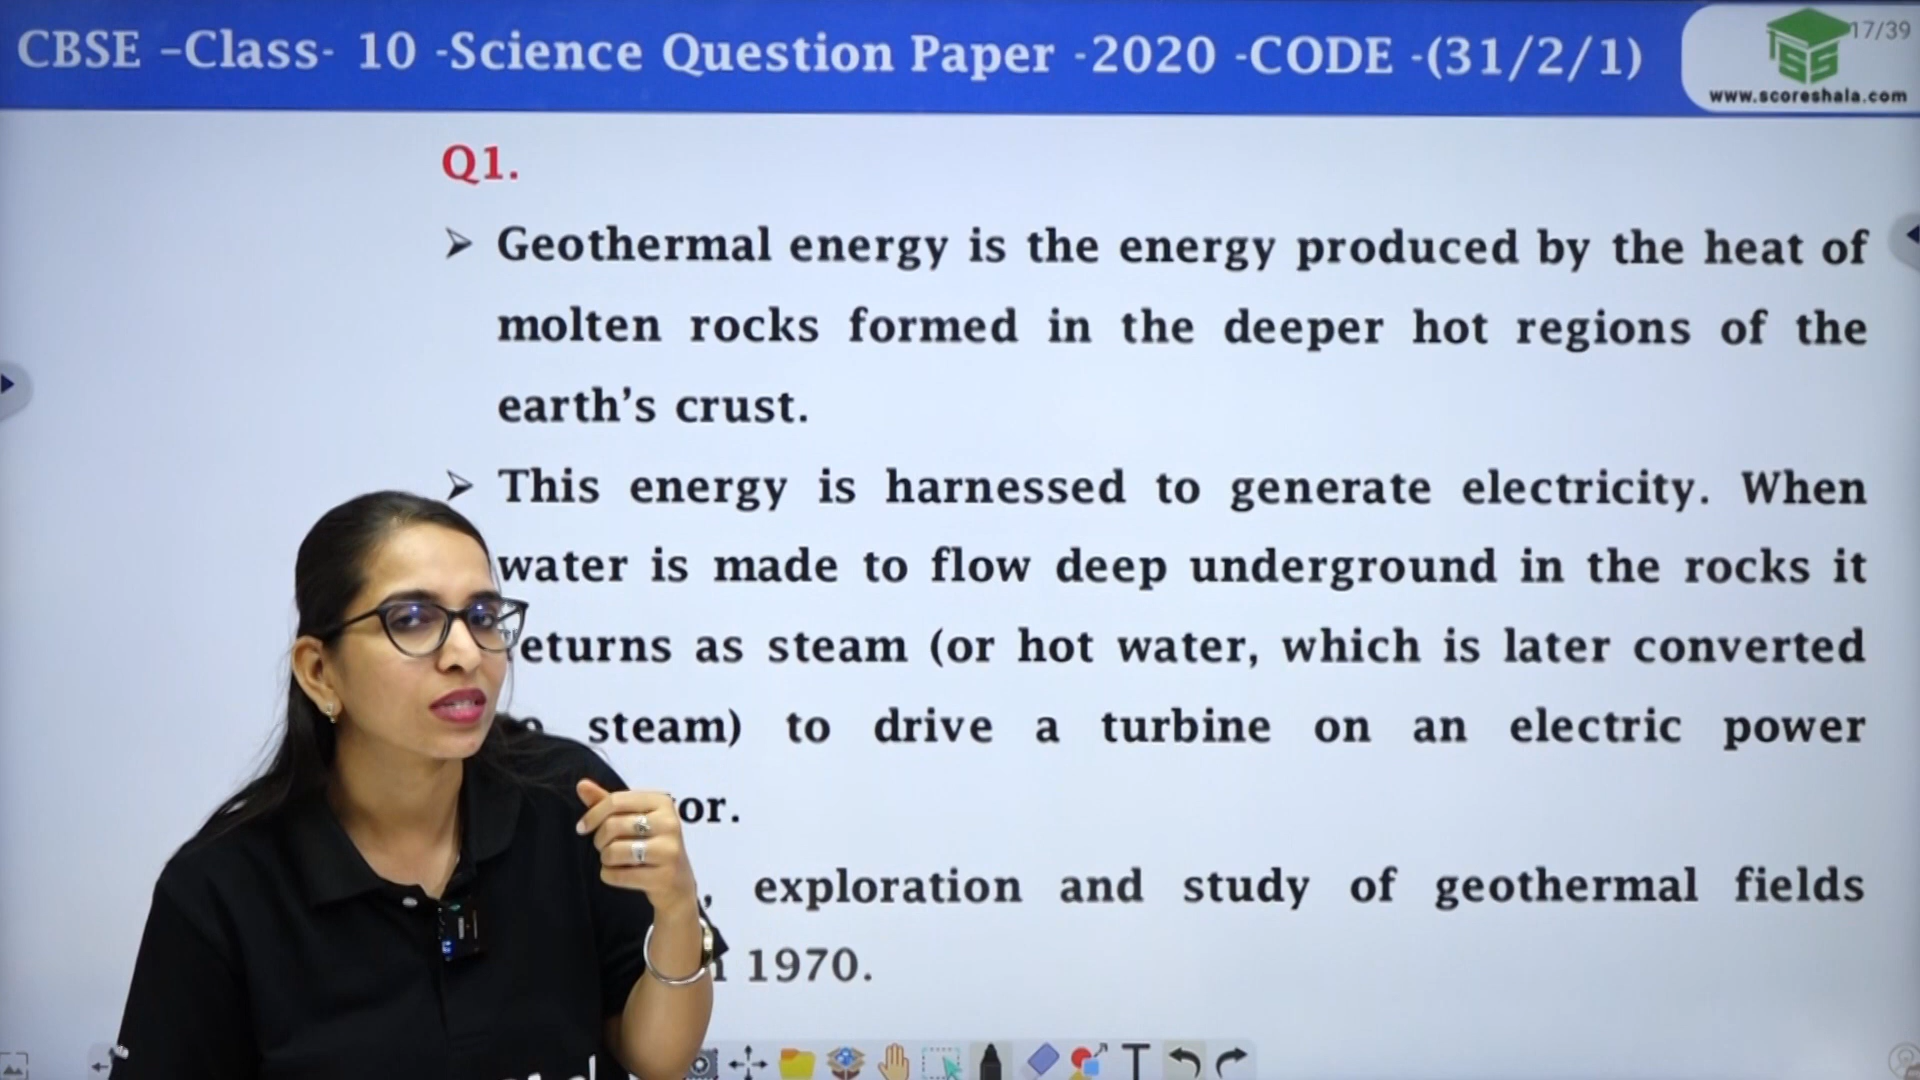 CBSE –Class- 10 -Science Question Paper -2020 -CODE -(31/2/1)
17/39
www.scoreshala.com
Q1.
➢ Geothermal energy is the energy produced by the heat of
molten rocks formed in the deeper hot regions of the
earth’s crust.
➢ This energy is harnessed to generate electricity. When
water is made to flow deep underground in the rocks it
eturns as steam (or hot water, which is later converted
steam) to drive a turbine on an electric power
or.
, exploration and study of geothermal fields
1970.